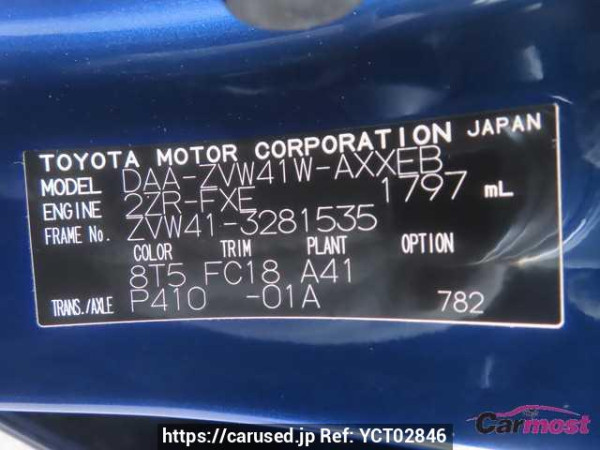 TOYOTA MOTOR CORPORATION JAPAN
MODEL DAA-ZVW41W-AXXEB
ENGINE 2ZR-FXE 1797 mL
FRAME No. ZVW41-3281535
COLOR TRIM PLANT OPTION
8T5 FC18 A41
TRANS./AXLE P410 -01A 782
Carmost
https://carused.jp Ref: YCT02846